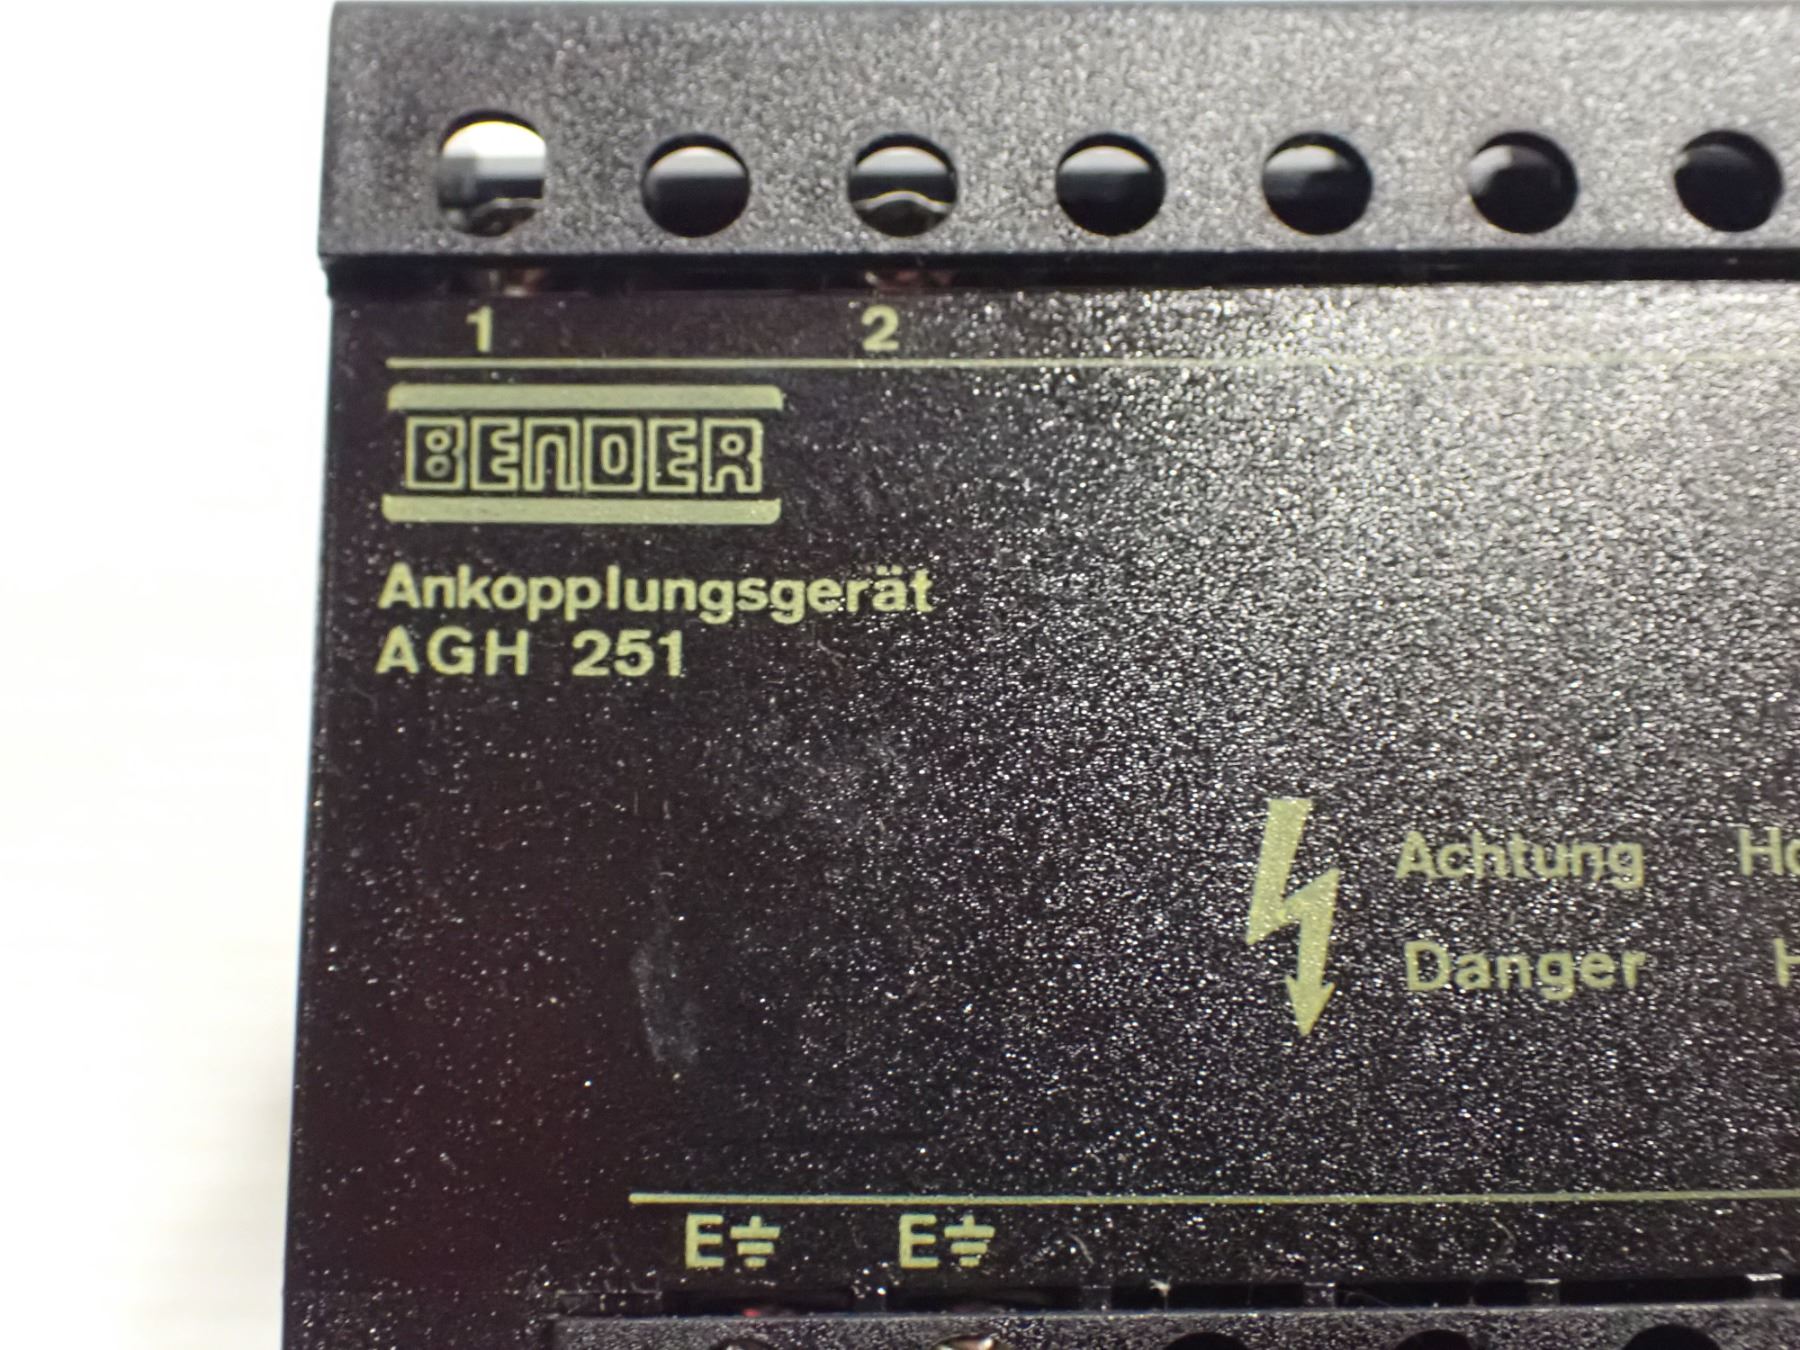 1 2
BENDER
Ankopplungsgerät
AGH 251
Achtung
Danger
E E